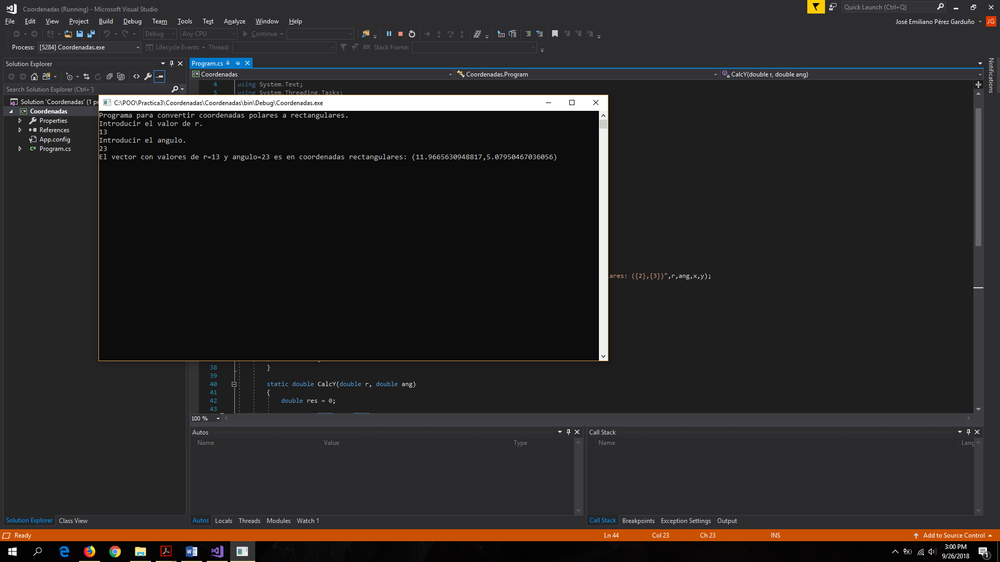 Coordenadas (Running) - Microsoft Visual Studio
Quick Launch (Ctrl+Q)
File Edit View Project Build Debug Team Tools Test Analyze Window Help
José Emiliano Pérez Garduño JG
Debug Any CPU Continue
Process: [5284] Coordenadas.exe Lifecycle Events Thread: Stack Frame:
Solution Explorer
Search Solution Explorer (Ctrl+´)
Solution 'Coordenadas' (1 pr
Coordenadas
Properties
References
App.config
Program.cs
Program.cs
Coordenadas Coordenadas.Program CalcY(double r, double ang)
4 using System.Text;
5 using System.Threading.Tasks;
C:\POO\Practica3\Coordenadas\Coordenadas\bin\Debug\Coordenadas.exe
Programa para convertir coordenadas polares a rectangulares.
Introducir el valor de r.
13
Introducir el angulo.
23
El vector con valores de r=13 y angulo=23 es en coordenadas rectangulares: (11.9665630948817,5.07950467036056)
ares: ({2},{3})",r,ang,x,y);
38 }
39
40 static double CalcY(double r, double ang)
41 {
42 double res = 0;
43
100 %
Autos
Name Value Type
Call Stack
Name Lang
Solution Explorer Class View
Autos Locals Threads Modules Watch 1
Call Stack Breakpoints Exception Settings Output
Ready
Ln 44 Col 23 Ch 23 INS
Add to Source Control
3:00 PM
9/26/2018
1
Notifications